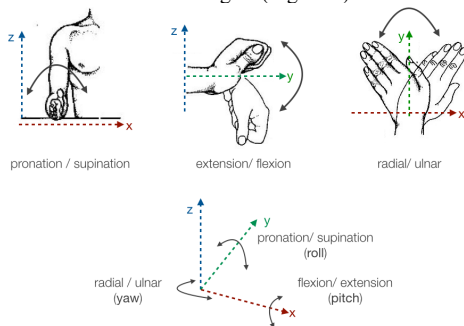 z
x
pronation / supination
z
y
extension/ flexion
y
x
radial/ ulnar
z
y
pronation/ supination
(roll)
radial / ulnar
(yaw)
flexion/ extension
(pitch)
x